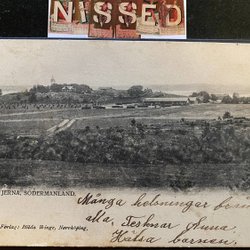 NISSED
JERNA, SÖDERMANLAND.
Många helsningar
alla. Tecknar Anna.
Hälsa barnen
Förlag: Hilda Winge, Norrköping.